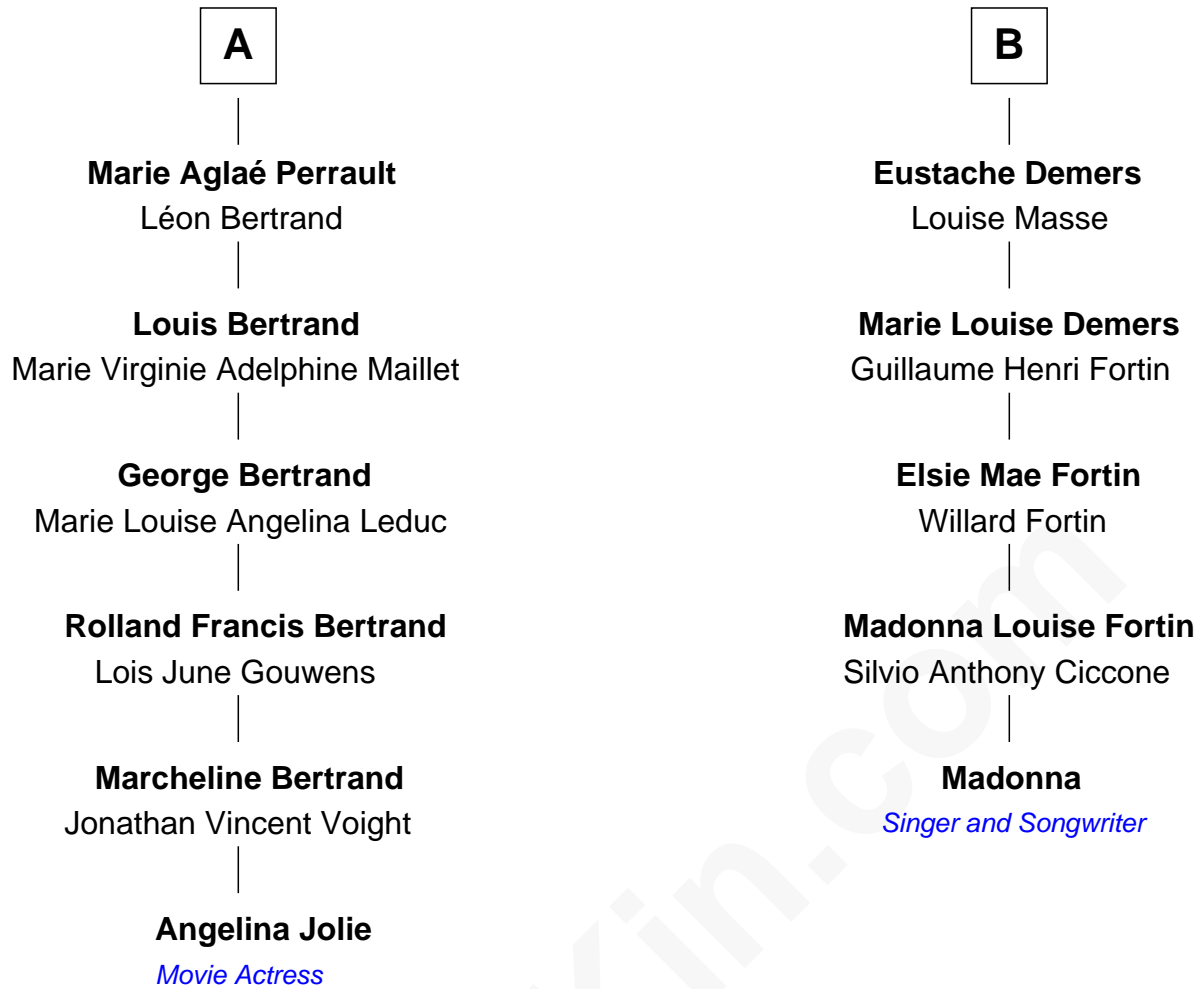 A
Marie Aglaé Perrault
Léon Bertrand
Louis Bertrand
Marie Virginie Adelphine Maillet
George Bertrand
Marie Louise Angelina Leduc
Rolland Francis Bertrand
Lois June Gouwens
Marcheline Bertrand
Jonathan Vincent Voight
Angelina Jolie
Movie Actress
B
Eustache Demers
Louise Masse
Marie Louise Demers
Guillaume Henri Fortin
Elsie Mae Fortin
Willard Fortin
Madonna Louise Fortin
Silvio Anthony Ciccone
Madonna
Singer and Songwriter
Kin.com